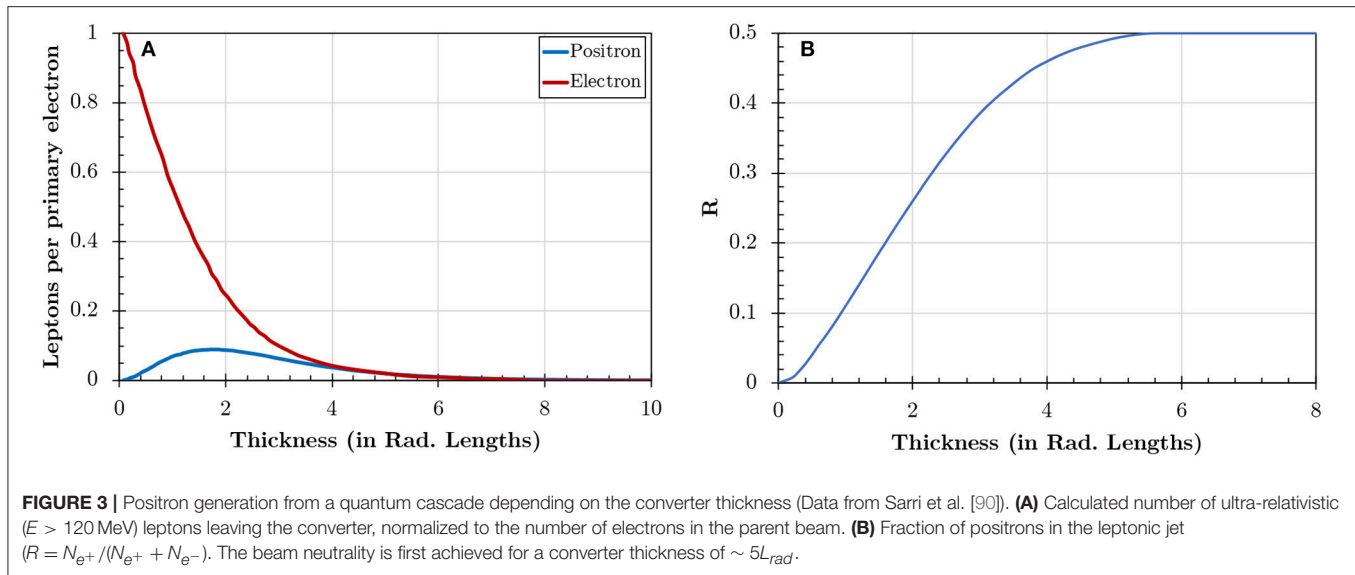 A
Positron
Electron
Leptons per primary electron
1
0.8
0.6
0.4
0.2
0
0 2 4 6 8 10
Thickness (in Rad. Lengths)
B
R
0.5
0.4
0.3
0.2
0.1
0
0 2 4 6 8
Thickness (in Rad. Lengths)
FIGURE 3 | Positron generation from a quantum cascade depending on the converter thickness (Data from Sarri et al. [90]). (A) Calculated number of ultra-relativistic
(E > 120 MeV) leptons leaving the converter, normalized to the number of electrons in the parent beam. (B) Fraction of positrons in the leptonic jet
(R = Ne+/(Ne+ + Ne−). The beam neutrality is first achieved for a converter thickness of ∼ 5Lrad.